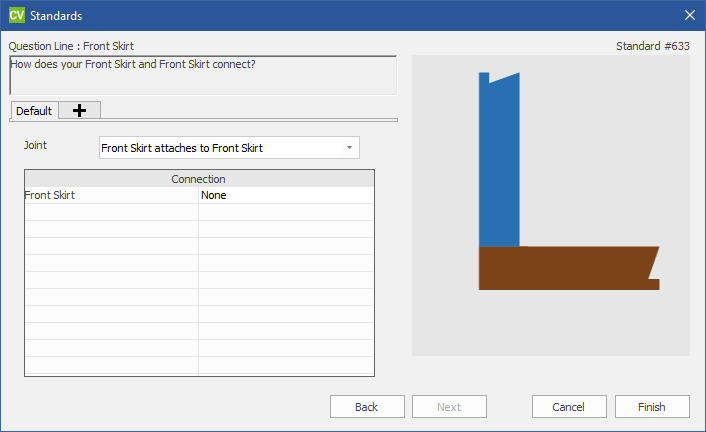 CV Standards
Question Line : Front Skirt
Standard #633
How does your Front Skirt and Front Skirt connect?
Default
Joint
Front Skirt attaches to Front Skirt
Connection
Front Skirt None
Back Next Cancel Finish